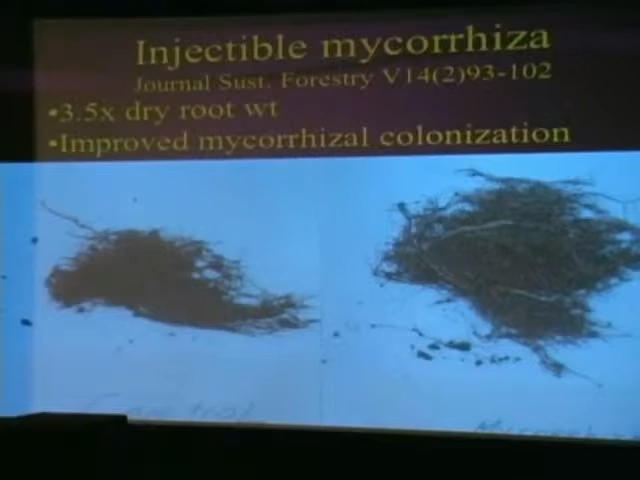 Injectible mycorrhiza
Journal Sust. Forestry V14(2)93-102
•3.5x dry root wt
•Improved mycorrhizal colonization